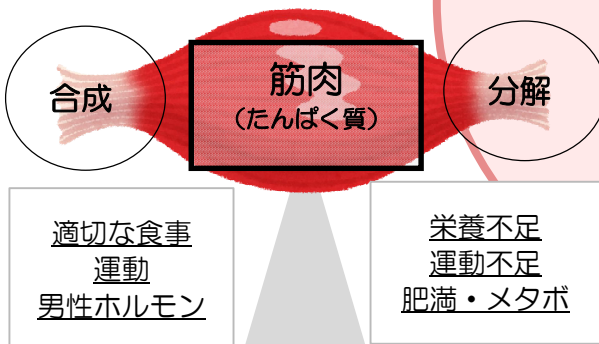 合成
筋肉
（たんぱく質）
分解
適切な食事
運動
男性ホルモン
栄養不足
運動不足
肥満・メタボ